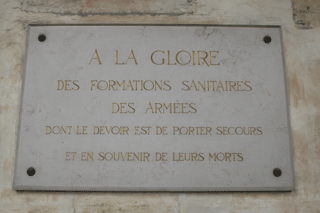 A LA GLOIRE
DES FORMATIONS SANITAIRES
DES ARMÉES
DONT LE DEVOIR EST DE PORTER SECOURS
ET EN SOUVENIR DE LEURS MORTS